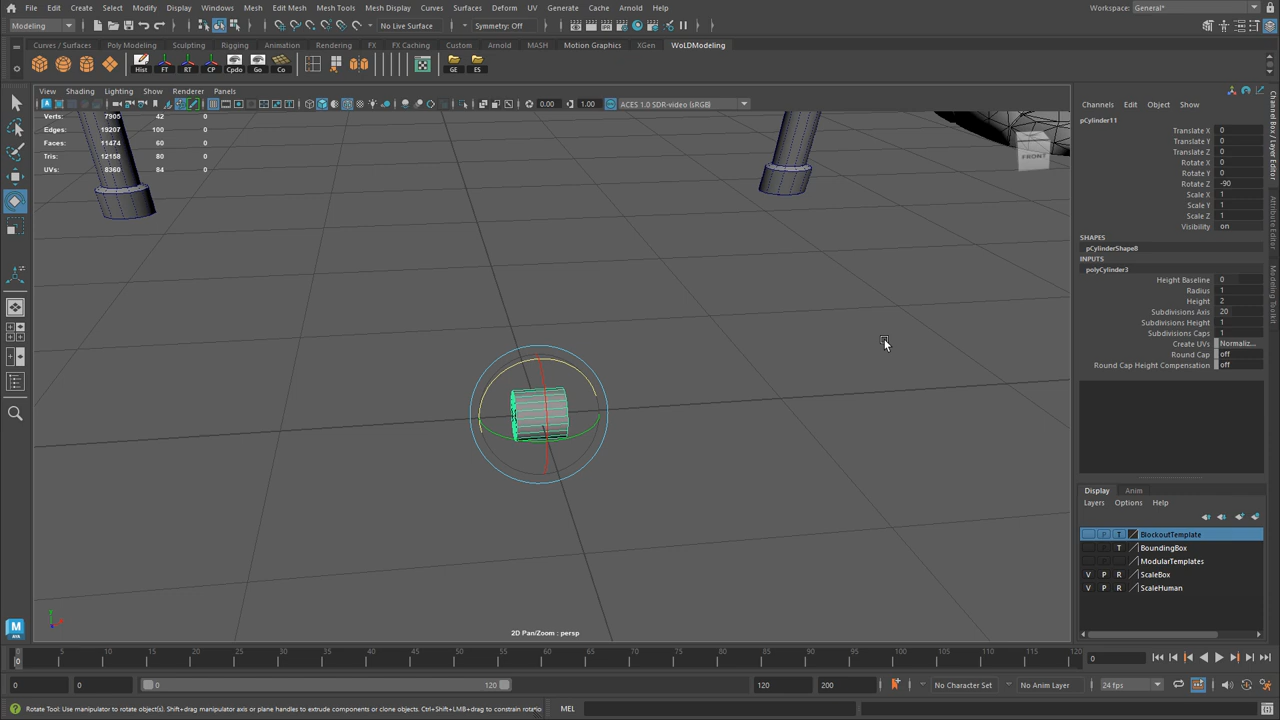 File Edit Create Select Modify Display Windows Mesh Edit Mesh Mesh Tools Mesh Display Curves Surfaces Deform UV Generate Cache Arnold Help
Workspace: General*
Modeling No Live Surface Symmetry: Off
Curves / Surfaces Poly Modeling Sculpting Rigging Animation Rendering FX FX Caching Custom Arnold MASH Motion Graphics XGen WoLDModeling
Hist FT RT CP Cpdo Go Co GE ES
View Shading Lighting Show Renderer Panels
0.00 1.00 ACES 1.0 SDR-video (sRGB)
Verts: 7905 42 0
Edges: 19207 100 0
Faces: 11474 60 0
Tris: 12158 80 0
UVs: 8360 84 0
FRONT
2D Pan/Zoom : persp
Channels Edit Object Show
pCylinder11
Translate X 0
Translate Y 0
Translate Z 0
Rotate X 0
Rotate Y 0
Rotate Z -90
Scale X 1
Scale Y 1
Scale Z 1
Visibility on
SHAPES
pCylinderShape8
INPUTS
polyCylinder3
Height Baseline 0
Radius 1
Height 2
Subdivisions Axis 20
Subdivisions Height 1
Subdivisions Caps 1
Create UVs Normaliz...
Round Cap off
Round Cap Height Compensation off
Channel Box / Layer Editor
Attribute Editor
Modeling Toolkit
Display Anim
Layers Options Help
T BlockoutTemplate
T BoundingBox
ModularTemplates
V P R ScaleBox
V P R ScaleHuman
0 5 10 15 20 25 30 35 40 45 50 55 60 65 70 75 80 85 90 95 100 105 110 115 120
0 0
0 0 0 120 120 200 No Character Set No Anim Layer 24 fps
Rotate Tool: Use manipulator to rotate object(s). Shift+drag manipulator axis or plane handles to extrude components or clone objects. Ctrl+Shift+LMB+drag to constrain rotatio
MEL